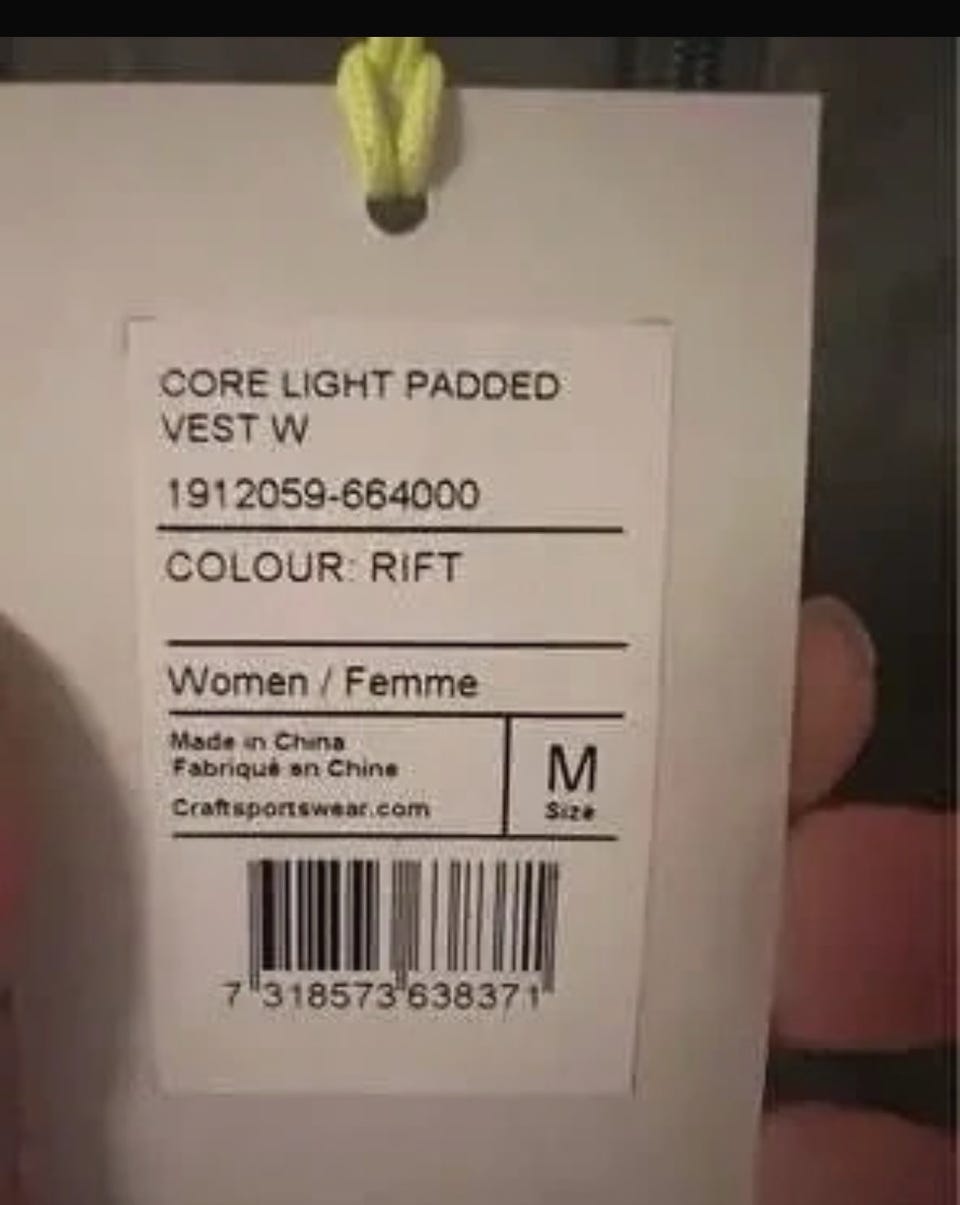 CORE LIGHT PADDED
VEST W
1912059-664000
COLOUR: RIFT
Women / Femme
Made in China
Fabriqué en Chine
Craftsportswear.com
M
Size
7 318573 638371